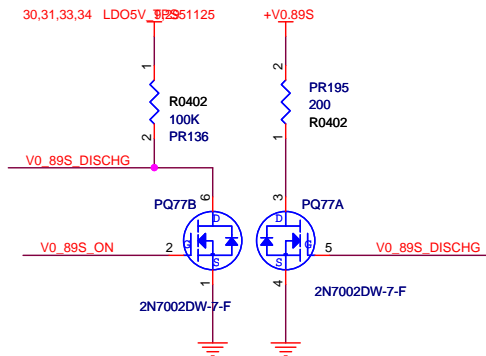 30,31,33,34 LDO5V_TPS51125 +V0.89S
1
R0402
100K
PR136
2
2
PR195
200
R0402
1
V0_89S_DISCHG
6
3
PQ77B
PQ77A
D
D
V0_89S_ON
2
G
G
5
V0_89S_DISCHG
S
S
1
4
2N7002DW-7-F
2N7002DW-7-F